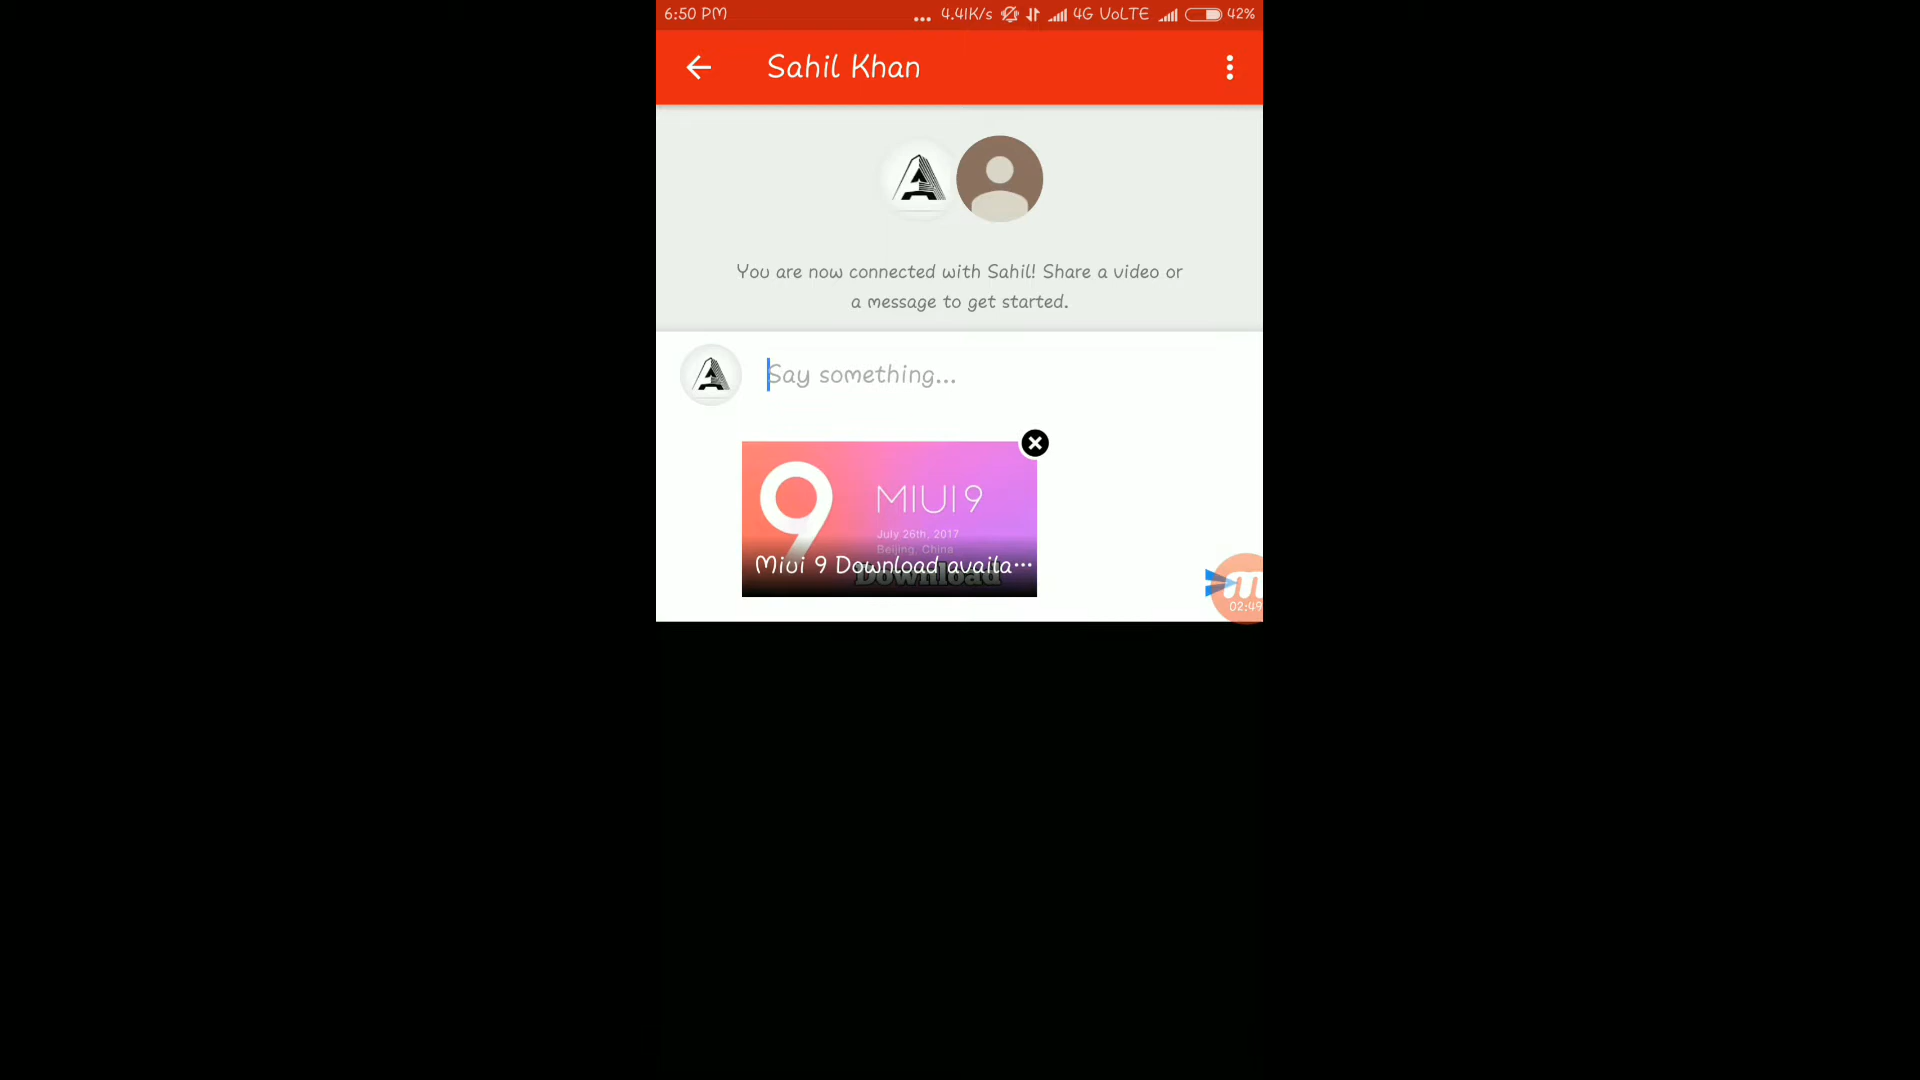 6:50 PM ... 4.41K/s 4G VoLTE 42%
Sahil Khan
You are now connected with Sahil! Share a video or
a message to get started.
Say something...
9 MIUI 9
July 26th, 2017
Beijing, China
Miui 9 Download availa...
Download
02:49